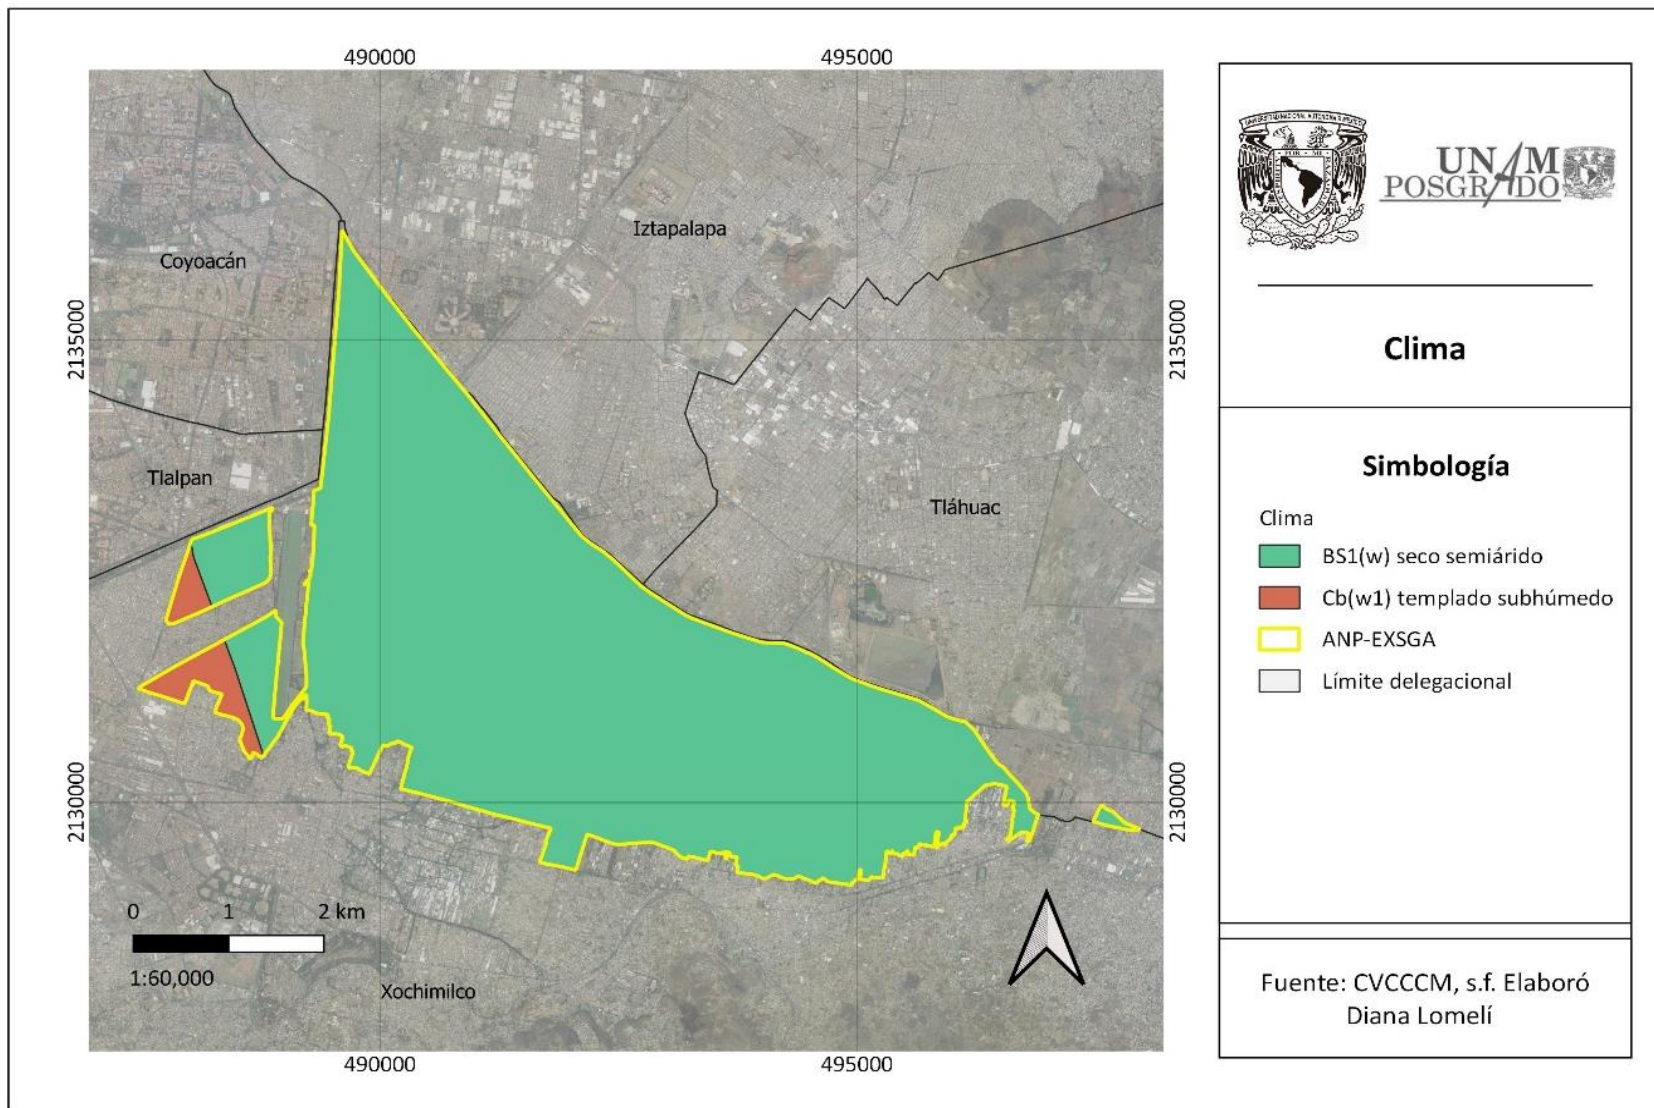 490000
495000
Coyoacán
Iztapalapa
2135000
2135000
Tlalpan
Tláhuac
2130000
2130000
0 1 2 km
1:60,000
Xochimilco
490000
495000
UNAM
POSGRADO
Clima
Simbología
Clima
BS1(w) seco semiárido
Cb(w1) templado subhúmedo
ANP-EXSGA
Límite delegacional
Fuente: CVCCCM, s.f. Elaboró
Diana Lomelí